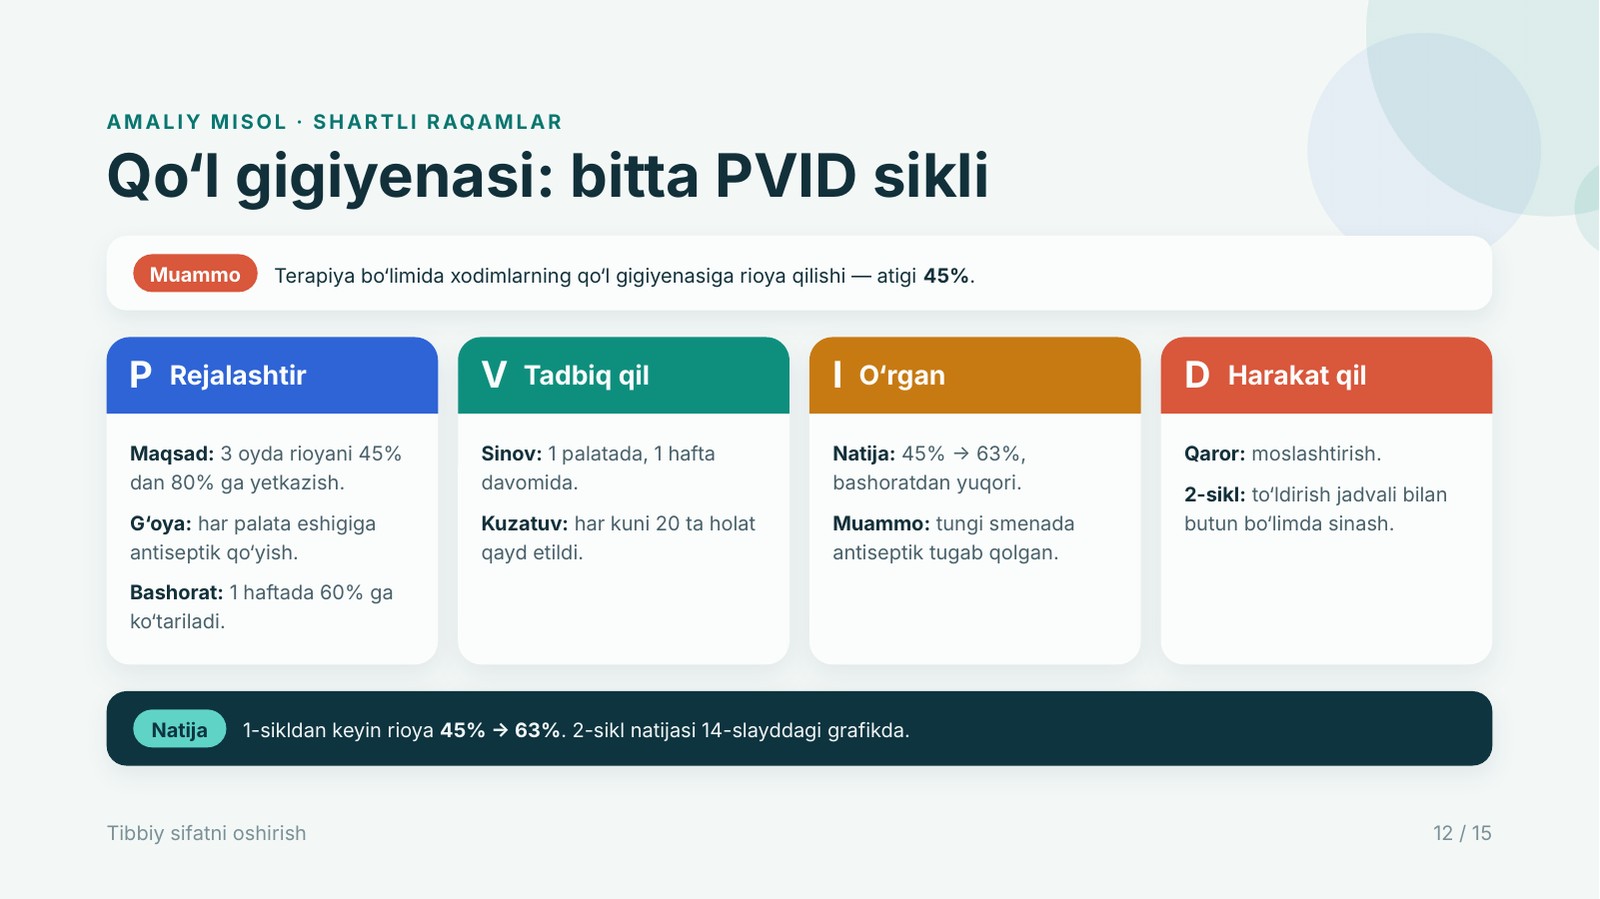 AMALIY MISOL · SHARTLI RAQAMLAR
Qo‘l gigiyenasi: bitta PVID sikli
Muammo Terapiya bo‘limida xodimlarning qo‘l gigiyenasiga rioya qilishi — atigi 45%.
P Rejalashtir
Maqsad: 3 oyda rioyani 45%
dan 80% ga yetkazish.
G‘oya: har palata eshigiga
antiseptik qo‘yish.
Bashorat: 1 haftada 60% ga
ko‘tariladi.
V Tadbiq qil
Sinov: 1 palatada, 1 hafta
davomida.
Kuzatuv: har kuni 20 ta holat
qayd etildi.
I O‘rgan
Natija: 45% → 63%,
bashoratdan yuqori.
Muammo: tungi smenada
antiseptik tugab qolgan.
D Harakat qil
Qaror: moslashtirish.
2-sikl: to‘ldirish jadvali bilan
butun bo‘limda sinash.
Natija 1-sikldan keyin rioya 45% → 63%. 2-sikl natijasi 14-slayddagi grafikda.
Tibbiy sifatni oshirish
12 / 15